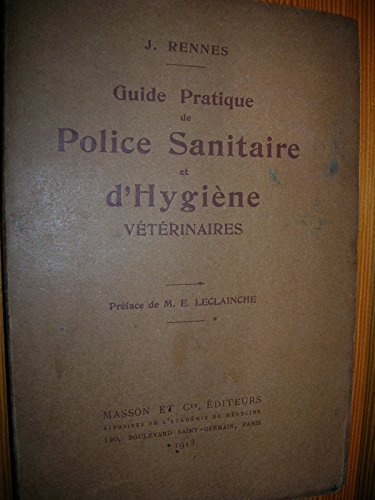 J. RENNES
Guide Pratique
de
Police Sanitaire
et
d'Hygiène
VÉTÉRINAIRES
Préface de M. E. LECLAINCHE
MASSON ET Cie, ÉDITEURS
LIBRAIRES DE L'ACADÉMIE DE MÉDECINE
120, BOULEVARD SAINT-GERMAIN, PARIS
1913